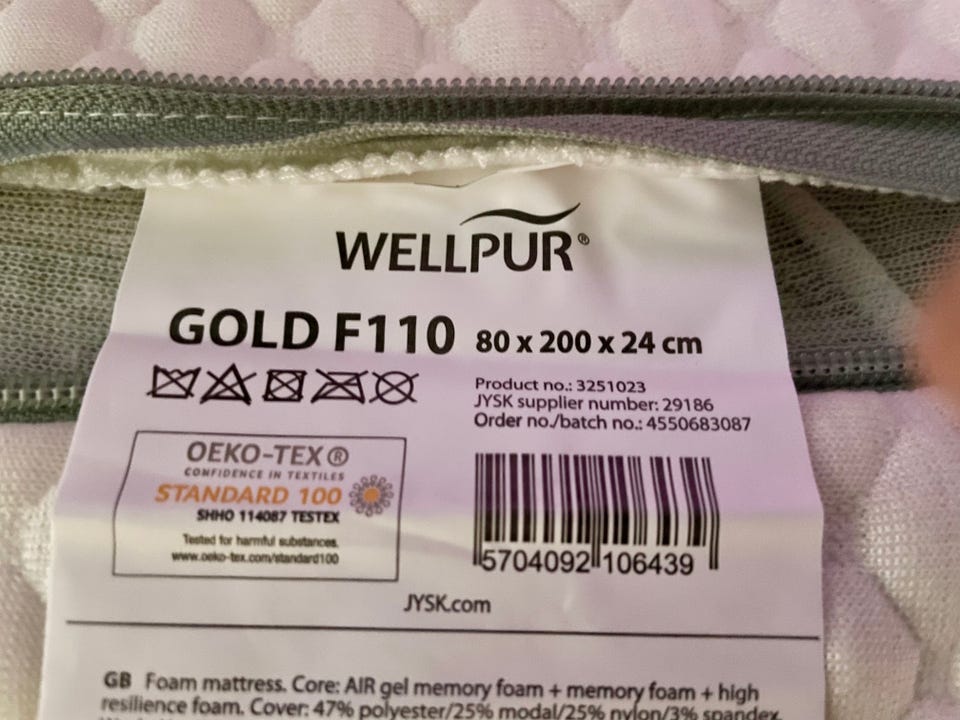 WELLPUR®
GOLD F110 80 x 200 x 24 cm
Product no.: 3251023
JYSK supplier number: 29186
Order no./batch no.: 4550683087
OEKO-TEX®
CONFIDENCE IN TEXTILES
STANDARD 100
SHHO 114087 TESTEX
Tested for harmful substances.
www.oeko-tex.com/standard100
5704092 106439
JYSK.com
GB Foam mattress. Core: AIR gel memory foam + memory foam + high
resilience foam. Cover: 47% polyester/25% modal/25% nylon/3% spandex.